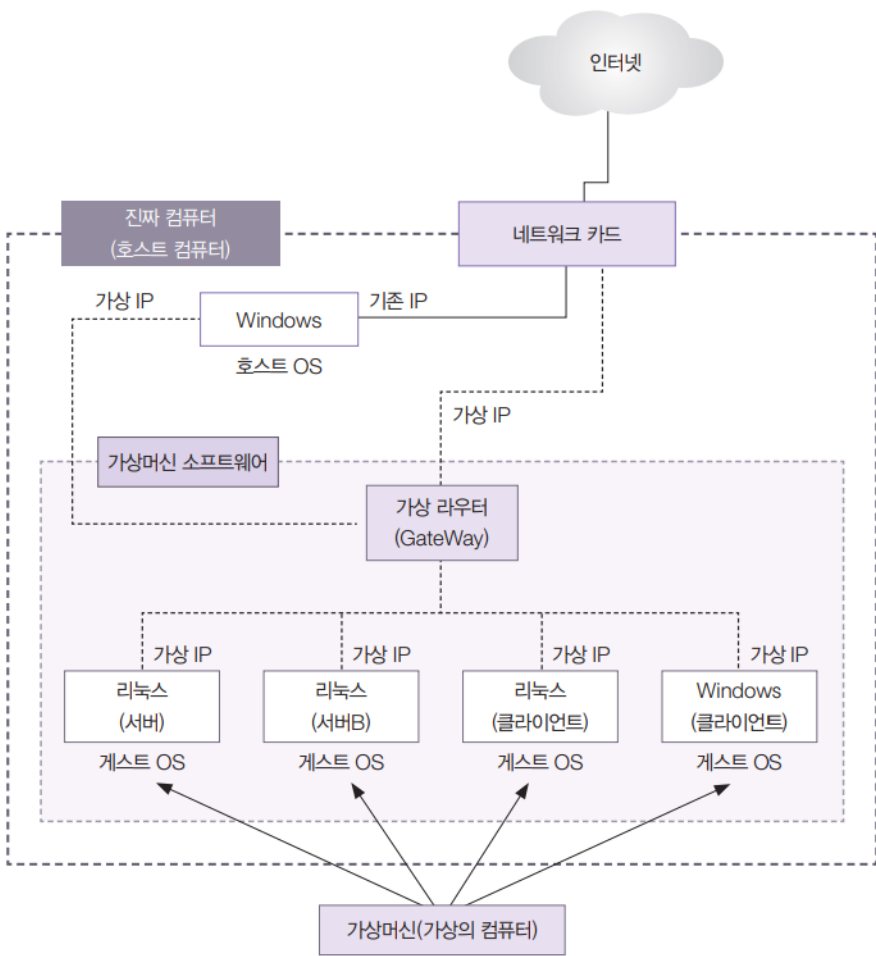 인터넷
진짜 컴퓨터
(호스트 컴퓨터)
네트워크 카드
가상 IP
Windows
기존 IP
호스트 OS
가상 IP
가상머신 소프트웨어
가상 라우터
(GateWay)
가상 IP
가상 IP
가상 IP
가상 IP
리눅스
(서버)
리눅스
(서버B)
리눅스
(클라이언트)
Windows
(클라이언트)
게스트 OS
게스트 OS
게스트 OS
게스트 OS
가상머신(가상의 컴퓨터)